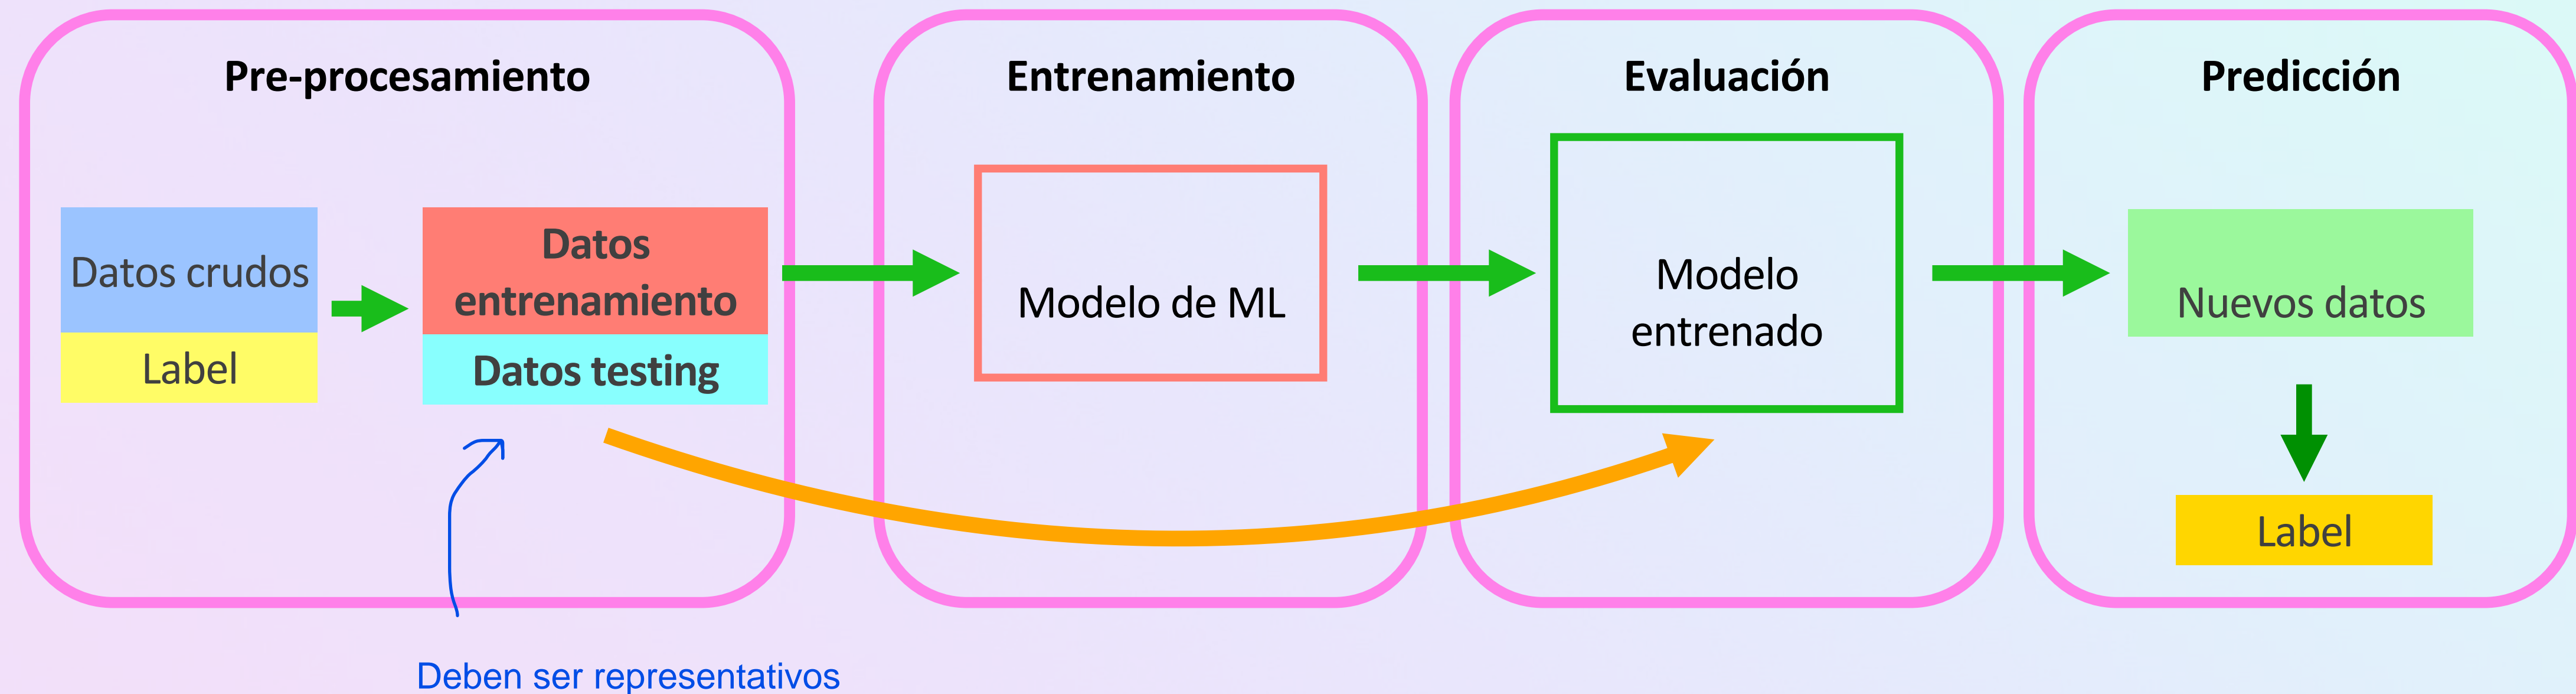 Pre-procesamiento
Datos crudos
Label
Datos
entrenamiento
Datos testing
Deben ser representativos
Entrenamiento
Modelo de ML
Evaluación
Modelo
entrenado
Predicción
Nuevos datos
Label